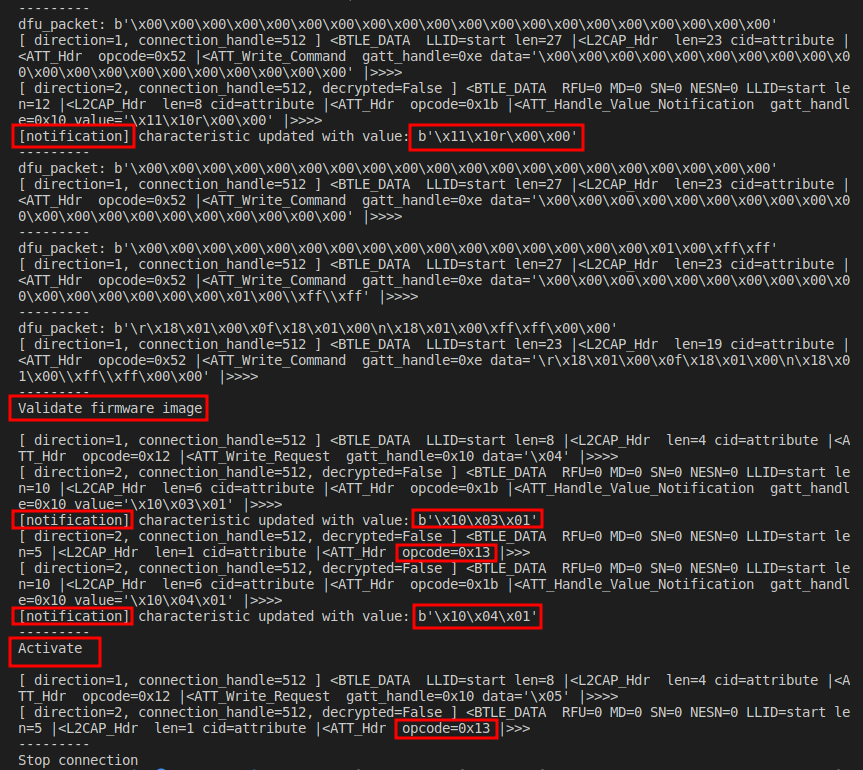 ---------
dfu_packet: b'\x00\x00\x00\x00\x00\x00\x00\x00\x00\x00\x00\x00\x00\x00\x00\x00\x00\x00\x00\x00'
[ direction=1, connection_handle=512 ] <BTLE_DATA  LLID=start len=27 |<L2CAP_Hdr  len=23 cid=attribute |
<ATT_Hdr  opcode=0x52 |<ATT_Write_Command  gatt_handle=0xe data='\x00\x00\x00\x00\x00\x00\x00\x00\x00\x0
0\x00\x00\x00\x00\x00\x00\x00\x00\x00\x00' |>>>>
[ direction=2, connection_handle=512, decrypted=False ] <BTLE_DATA  RFU=0 MD=0 SN=0 NESN=0 LLID=start le
n=12 |<L2CAP_Hdr  len=8 cid=attribute |<ATT_Hdr  opcode=0x1b |<ATT_Handle_Value_Notification  gatt_handl
e=0x10 value='\x11\x10r\x00\x00' |>>>>
[notification] characteristic updated with value: b'\x11\x10r\x00\x00'
---------
dfu_packet: b'\x00\x00\x00\x00\x00\x00\x00\x00\x00\x00\x00\x00\x00\x00\x00\x00\x00\x00\x00\x00'
[ direction=1, connection_handle=512 ] <BTLE_DATA  LLID=start len=27 |<L2CAP_Hdr  len=23 cid=attribute |
<ATT_Hdr  opcode=0x52 |<ATT_Write_Command  gatt_handle=0xe data='\x00\x00\x00\x00\x00\x00\x00\x00\x00\x0
0\x00\x00\x00\x00\x00\x00\x00\x00\x00\x00' |>>>>
---------
dfu_packet: b'\x00\x00\x00\x00\x00\x00\x00\x00\x00\x00\x00\x00\x00\x00\x00\x00\x01\x00\xff\xff'
[ direction=1, connection_handle=512 ] <BTLE_DATA  LLID=start len=27 |<L2CAP_Hdr  len=23 cid=attribute |
<ATT_Hdr  opcode=0x52 |<ATT_Write_Command  gatt_handle=0xe data='\x00\x00\x00\x00\x00\x00\x00\x00\x00\x0
0\x00\x00\x00\x00\x00\x00\x01\x00\\xff\\xff' |>>>>
---------
dfu_packet: b'\r\x18\x01\x00\x0f\x18\x01\x00\n\x18\x01\x00\xff\xff\x00\x00'
[ direction=1, connection_handle=512 ] <BTLE_DATA  LLID=start len=23 |<L2CAP_Hdr  len=19 cid=attribute |
<ATT_Hdr  opcode=0x52 |<ATT_Write_Command  gatt_handle=0xe data='\r\x18\x01\x00\x0f\x18\x01\x00\n\x18\x0
1\x00\\xff\\xff\x00\x00' |>>>>
---------
Validate firmware image
[ direction=1, connection_handle=512 ] <BTLE_DATA  LLID=start len=8 |<L2CAP_Hdr  len=4 cid=attribute |<A
TT_Hdr  opcode=0x12 |<ATT_Write_Request  gatt_handle=0x10 data='\x04' |>>>>
[ direction=2, connection_handle=512, decrypted=False ] <BTLE_DATA  RFU=0 MD=0 SN=0 NESN=0 LLID=start le
n=10 |<L2CAP_Hdr  len=6 cid=attribute |<ATT_Hdr  opcode=0x1b |<ATT_Handle_Value_Notification  gatt_handl
e=0x10 value='\x10\x03\x01' |>>>>
[notification] characteristic updated with value: b'\x10\x03\x01'
[ direction=2, connection_handle=512, decrypted=False ] <BTLE_DATA  RFU=0 MD=0 SN=0 NESN=0 LLID=start le
n=5 |<L2CAP_Hdr  len=1 cid=attribute |<ATT_Hdr  opcode=0x13 |>>>
[ direction=2, connection_handle=512, decrypted=False ] <BTLE_DATA  RFU=0 MD=0 SN=0 NESN=0 LLID=start le
n=10 |<L2CAP_Hdr  len=6 cid=attribute |<ATT_Hdr  opcode=0x1b |<ATT_Handle_Value_Notification  gatt_handl
e=0x10 value='\x10\x04\x01' |>>>>
[notification] characteristic updated with value: b'\x10\x04\x01'
---------
Activate
[ direction=1, connection_handle=512 ] <BTLE_DATA  LLID=start len=8 |<L2CAP_Hdr  len=4 cid=attribute |<A
TT_Hdr  opcode=0x12 |<ATT_Write_Request  gatt_handle=0x10 data='\x05' |>>>>
[ direction=2, connection_handle=512, decrypted=False ] <BTLE_DATA  RFU=0 MD=0 SN=0 NESN=0 LLID=start le
n=5 |<L2CAP_Hdr  len=1 cid=attribute |<ATT_Hdr  opcode=0x13 |>>>
---------
Stop connection